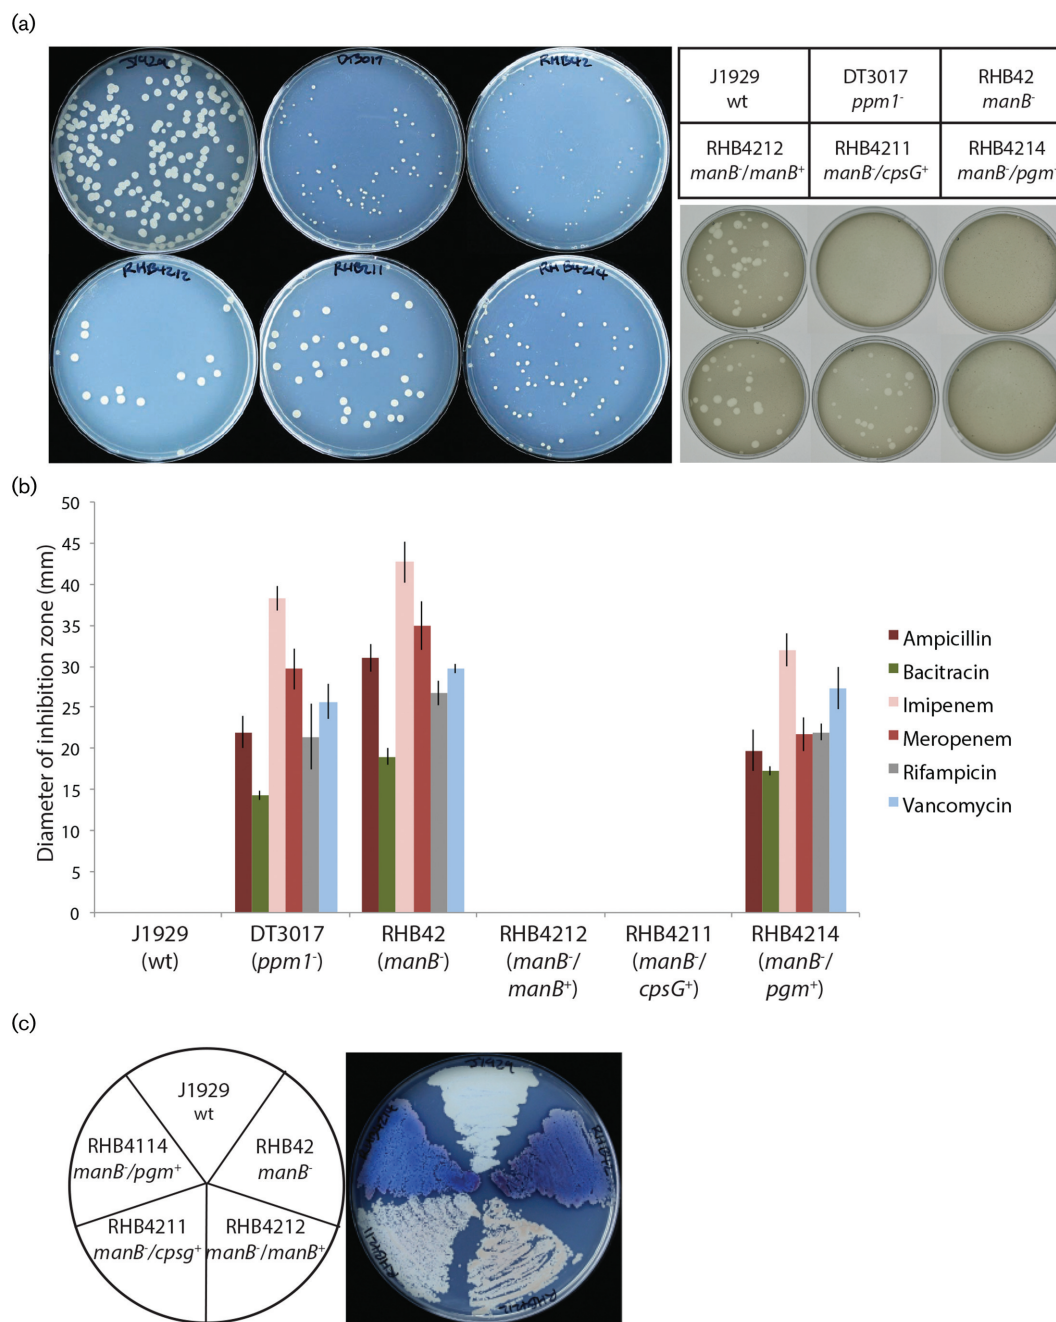 (a)
J1929
DT3017
RHB42
RHB4212
RHB4211
RHB4214
J1929
wt
DT3017
ppm1-
RHB42
manB-
RHB4212
manB-/manB+
RHB4211
manB-/cpsG+
RHB4214
manB-/pgm
(b)
Diameter of inhibition zone (mm)
50
45
40
35
30
25
20
15
10
5
0
J1929
(wt)
DT3017
(ppm1-)
RHB42
(manB-)
RHB4212
(manB-/
manB+)
RHB4211
(manB-/
cpsG+)
RHB4214
(manB-/
pgm+)
Ampicillin
Bacitracin
Imipenem
Meropenem
Rifampicin
Vancomycin
(c)
J1929
wt
RHB4114
manB-/pgm+
RHB42
manB-
RHB4211
manB-/cpsg+
RHB4212
manB-/manB+
J1929
RHB42
RHB4211
RHB4212